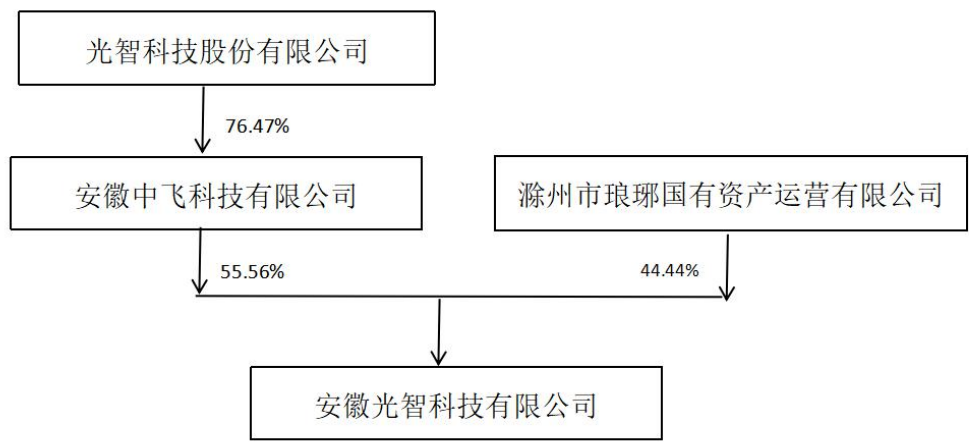 光智科技股份有限公司
76.47%
安徽中飞科技有限公司
滁州市琅琊国有资产运营有限公司
55.56%
44.44%
安徽光智科技有限公司